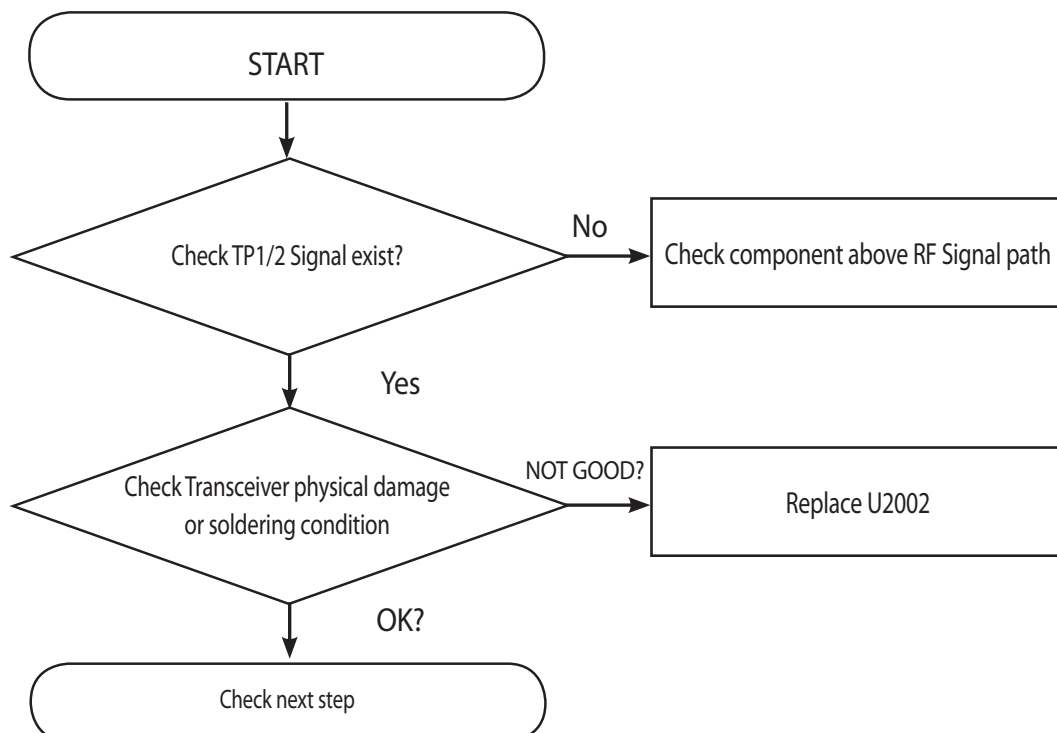 START
Check TP1/2 Signal exist?
No
Check component above RF Signal path
Yes
Check Transceiver physical damage
or soldering condition
NOT GOOD?
Replace U2002
OK?
Check next step